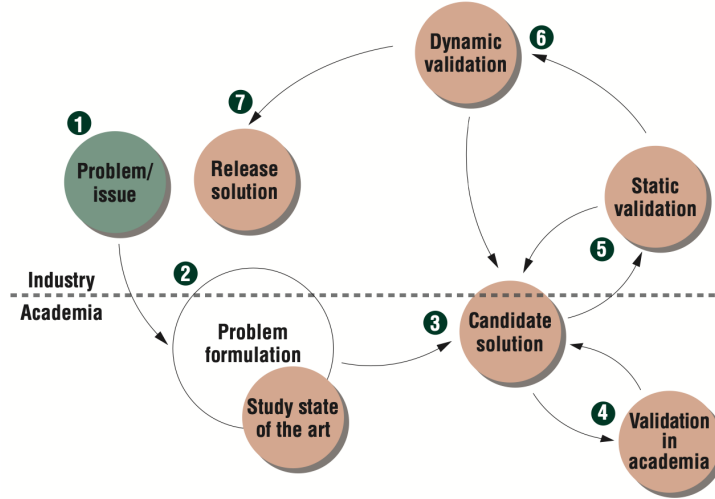 Dynamic
validation
6
7
1
Problem/
issue
Release
solution
Static
validation
5
Industry
2
Academia
Problem
formulation
3
Candidate
solution
Study state
of the art
4
Validation
in
academia